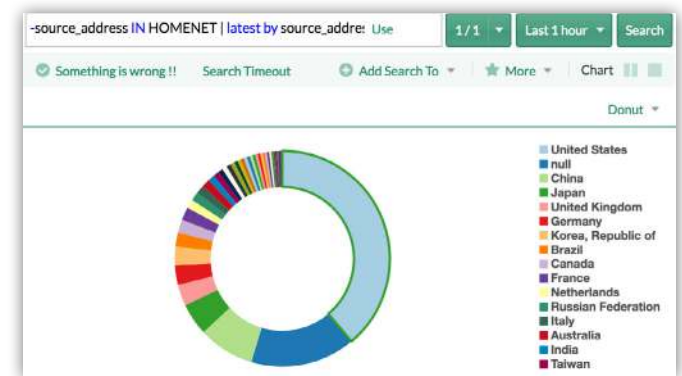 -source_address IN HOMENET | latest by source_addre: Use 1/1 Last 1 hour Search
Something is wrong !! Search Timeout Add Search To More Chart
Donut
United States
null
China
Japan
United Kingdom
Germany
Korea, Republic of
Brazil
Canada
France
Netherlands
Russian Federation
Italy
Australia
India
Taiwan